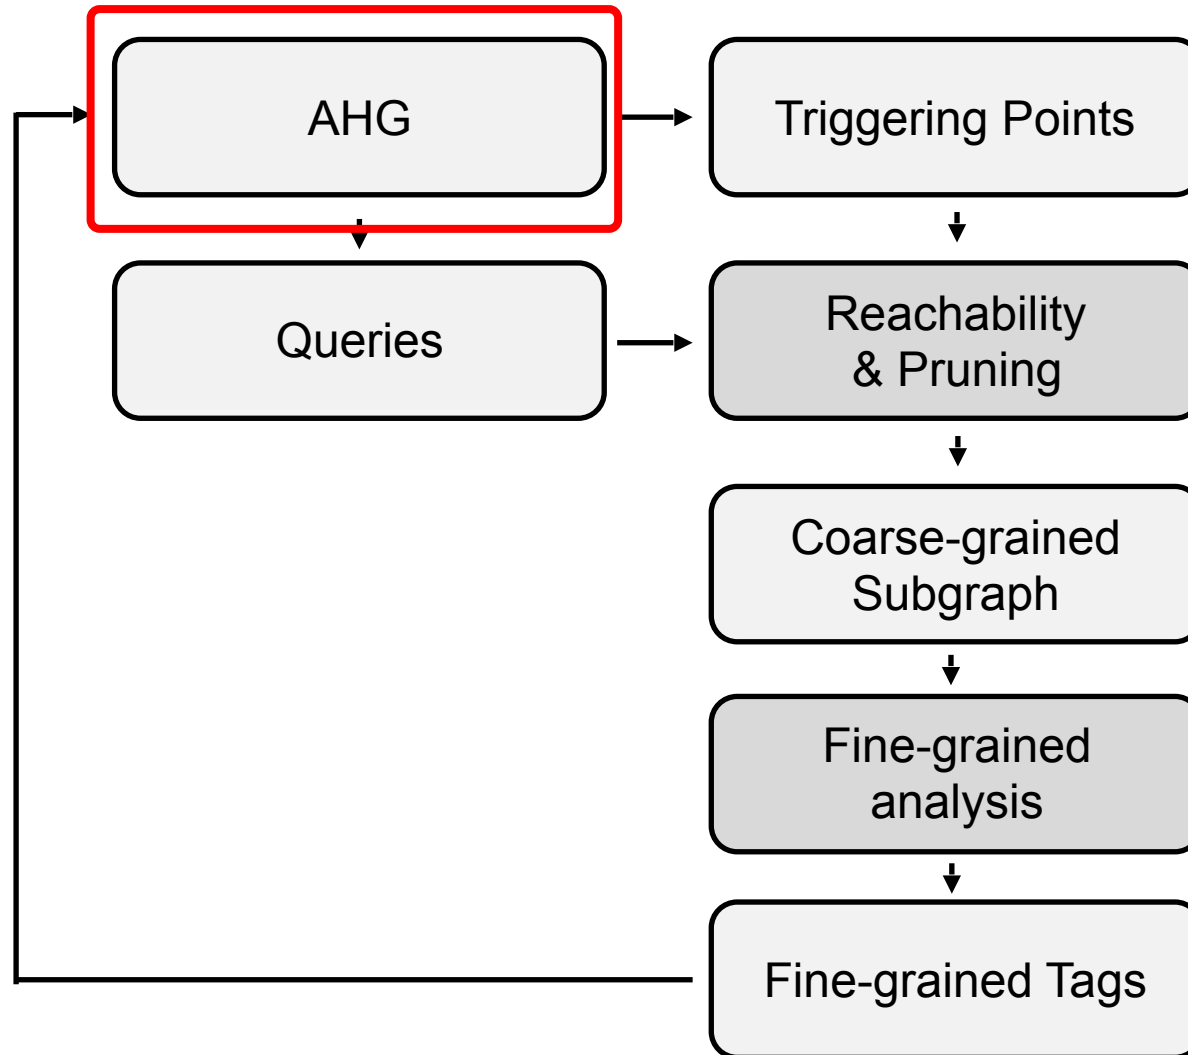 AHG
Triggering Points
Queries
Reachability
& Pruning
Coarse-grained
Subgraph
Fine-grained
analysis
Fine-grained Tags